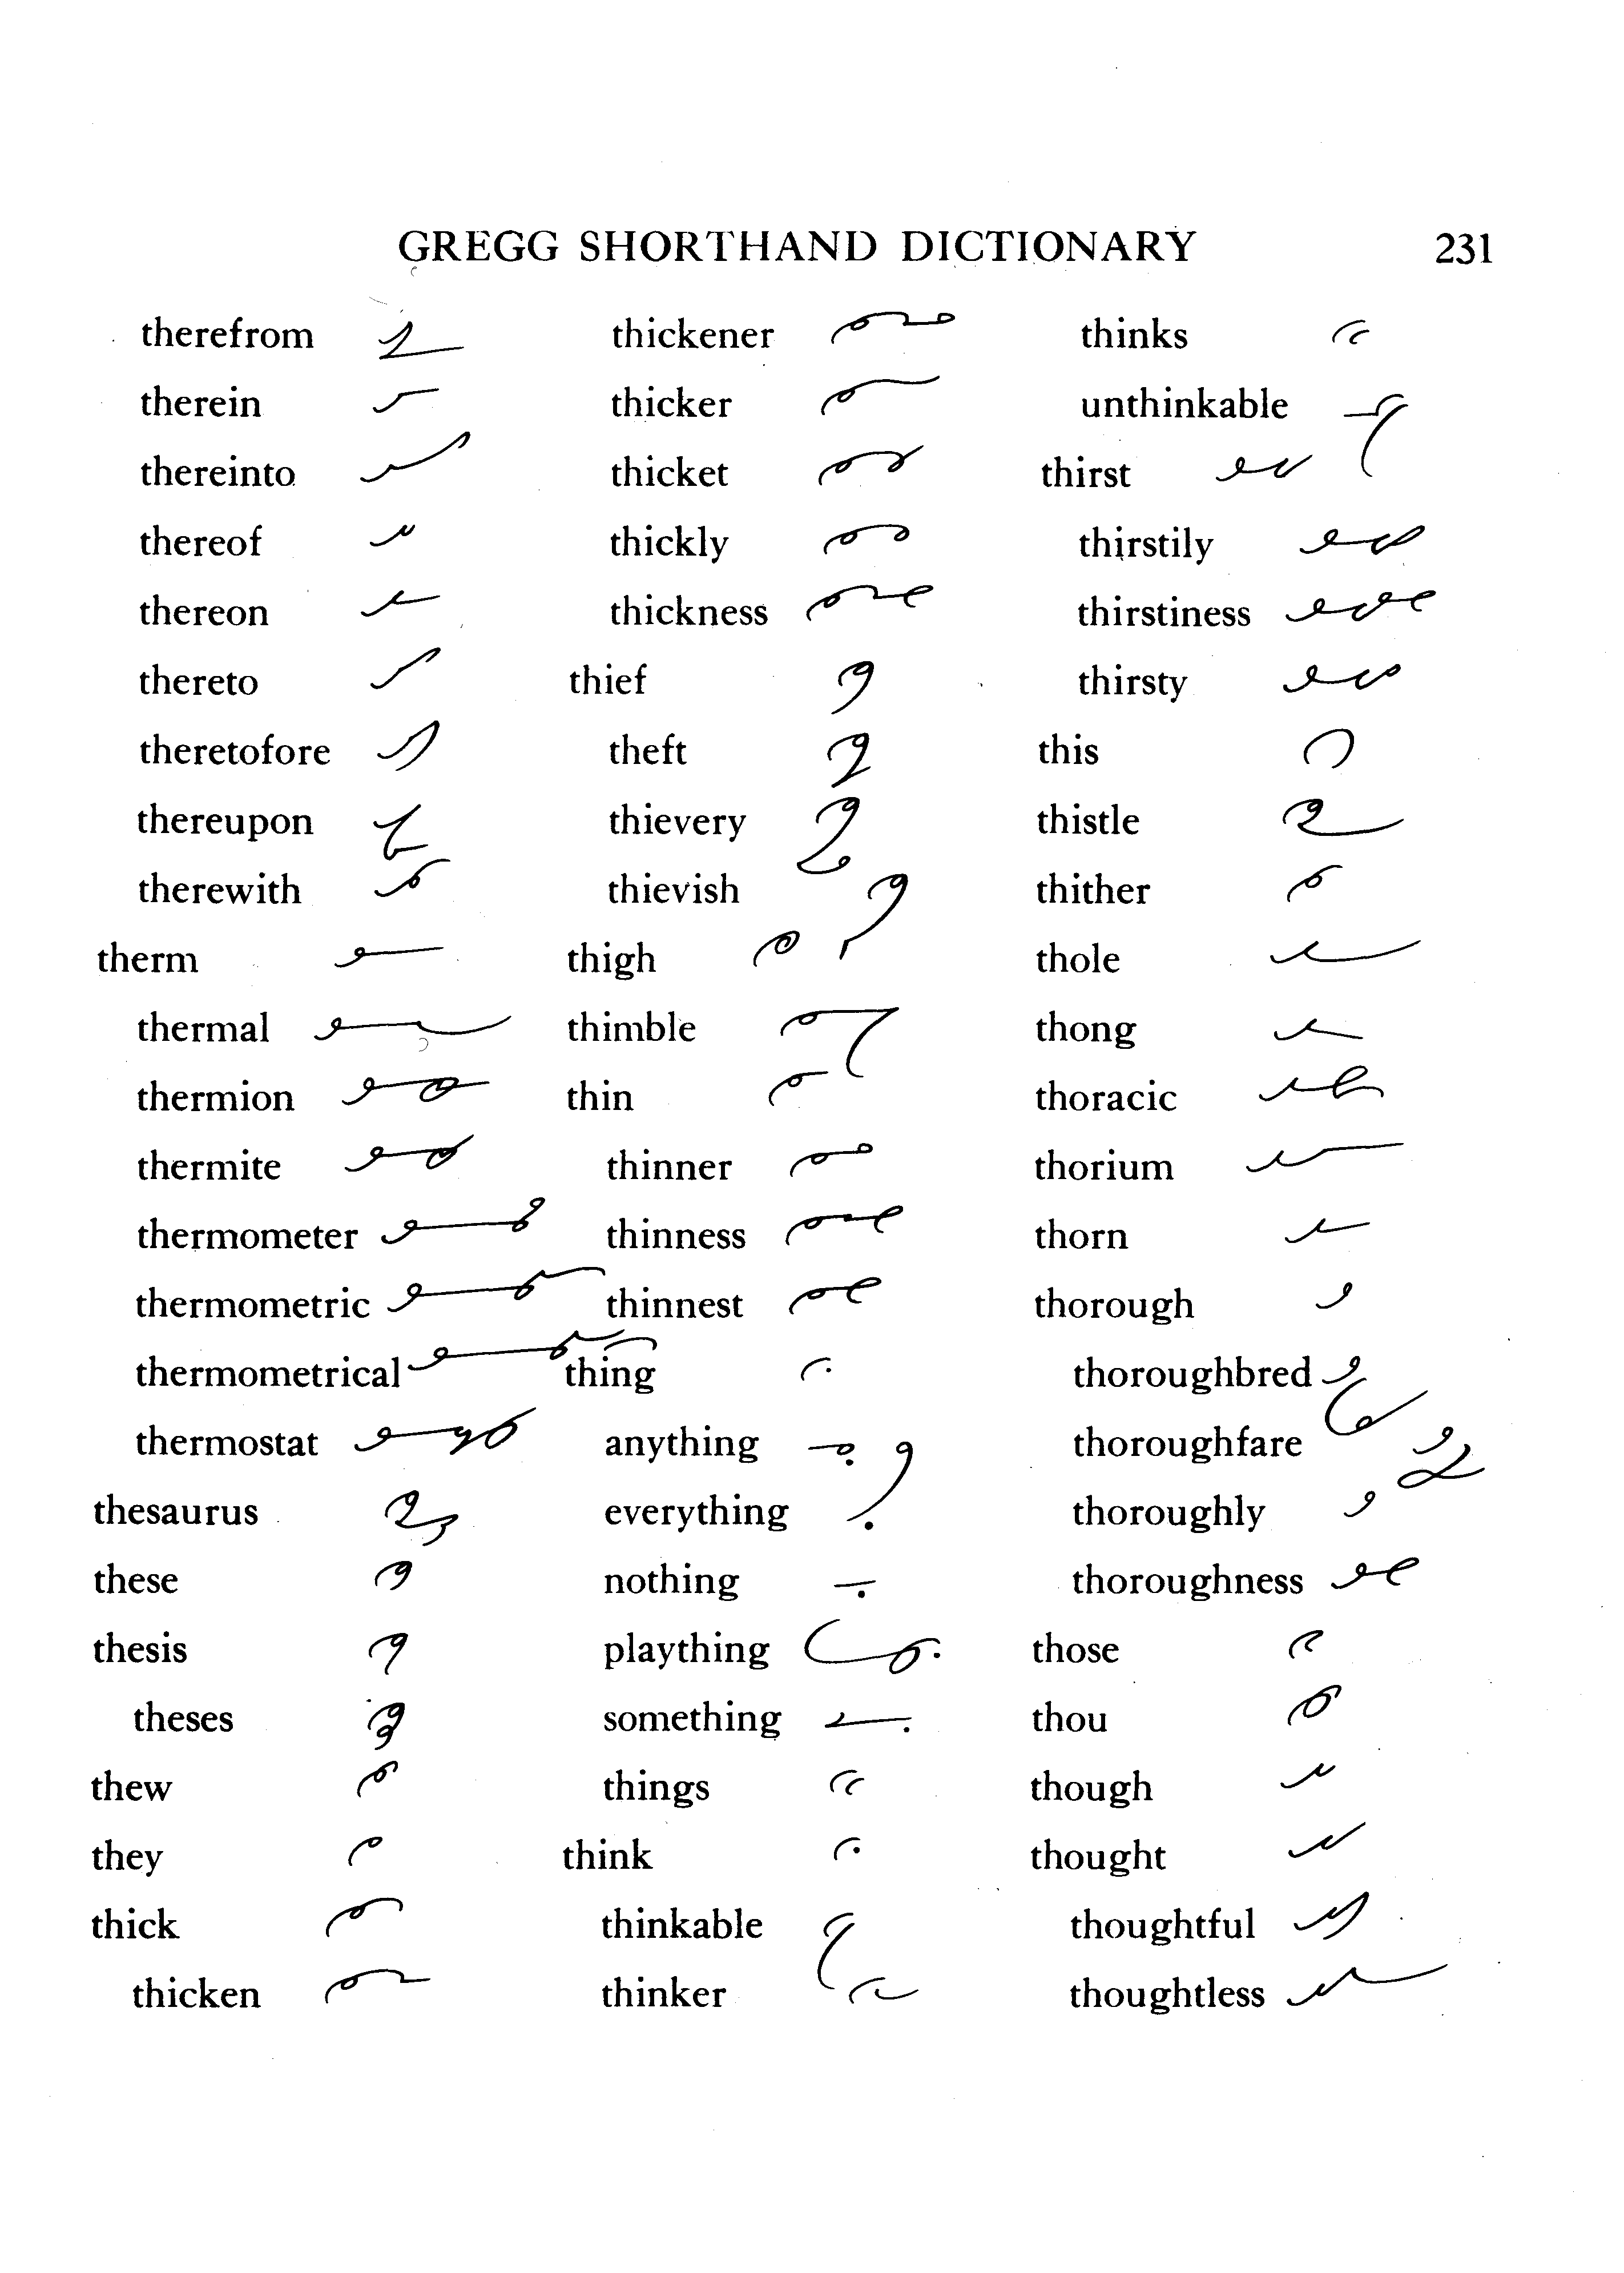 GREGG SHORTHAND DICTIONARY 231
therefrom
therein
thereinto
thereof
thereon
thereto
theretofore
thereupon
therewith
therm
thermal
thermion
thermite
thermometer
thermometric
thermometrical
thermostat
thesaurus
these
thesis
theses
thew
they
thick
thicken
thickener
thicker
thicket
thickly
thickness
thief
theft
thievery
thievish
thigh
thimble
thin
thinner
thinness
thinnest
thing
anything
everything
nothing
plaything
something
things
think
thinkable
thinker
thinks
unthinkable
thirst
thirstily
thirstiness
thirsty
this
thistle
thither
thole
thong
thoracic
thorium
thorn
thorough
thoroughbred
thoroughfare
thoroughly
thoroughness
those
thou
though
thought
thoughtful
thoughtless